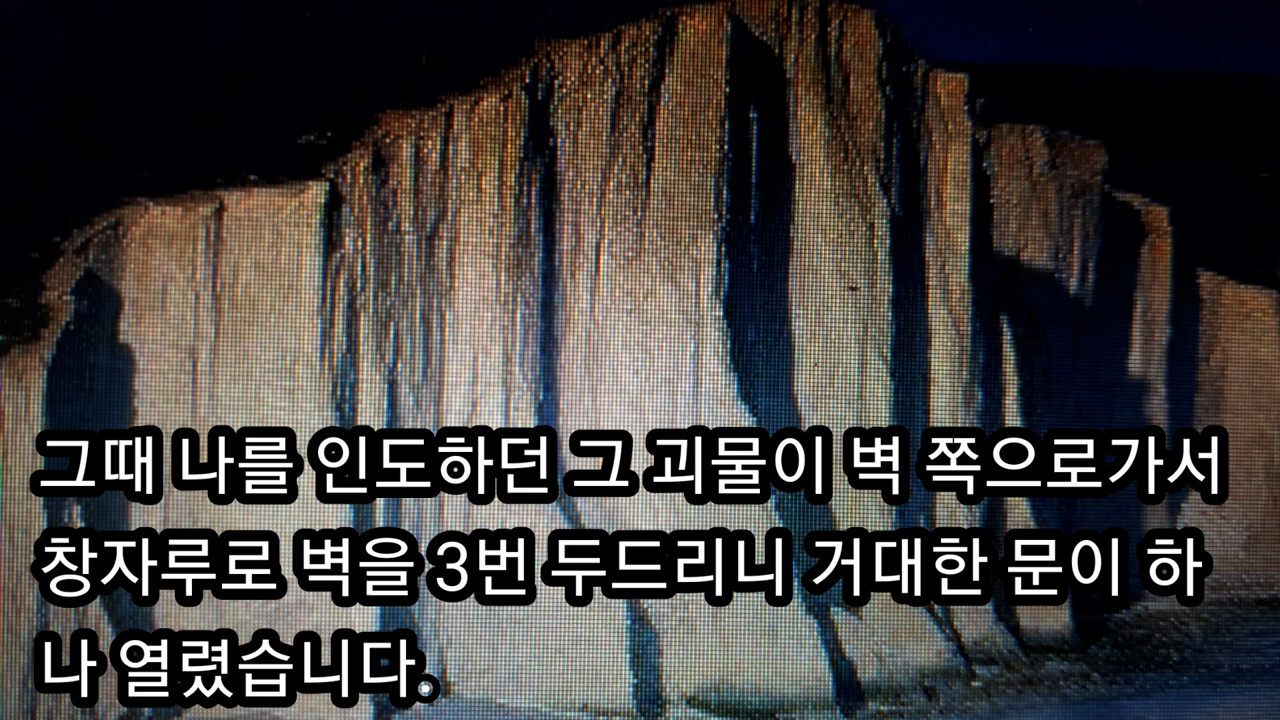 그때 나를 인도하던 그 괴물이 벽 쪽으로가서
창자루로 벽을 3번 두드리니 거대한 문이 하
나 열렸습니다.